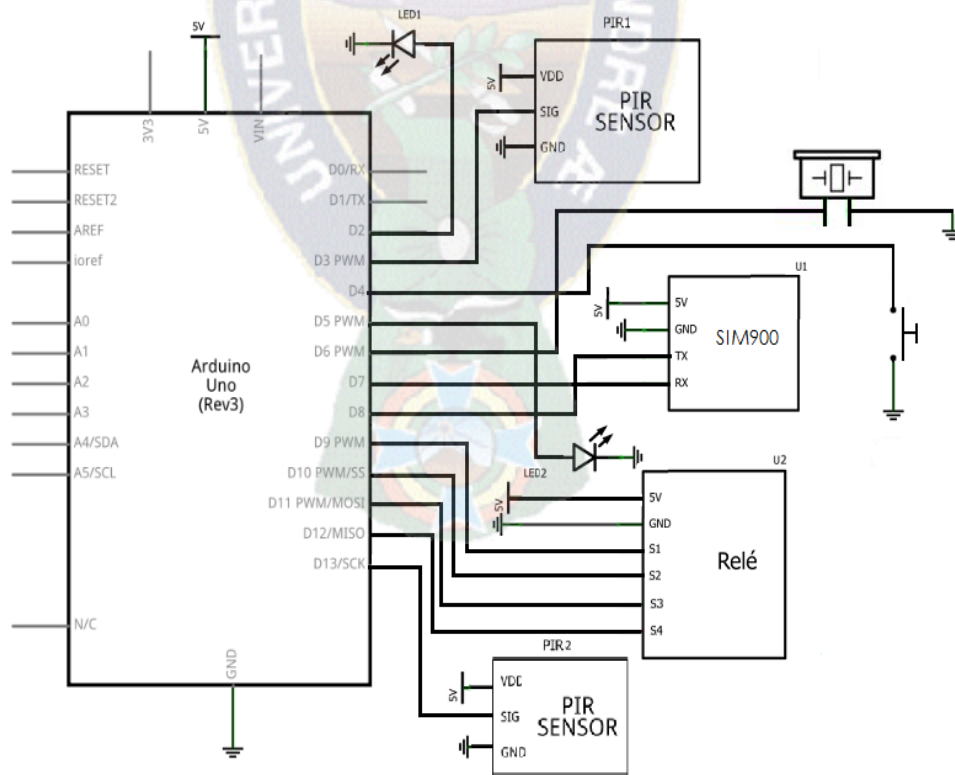 LED1
5V
PIR1
5V
VDD
SIG
GND
PIR
SENSOR
UNIVER
NDRE
3V3
5V
VIN
RESET
RESET2
AREF
ioref
A0
A1
A2
A3
A4/SDA
A5/SCL
N/C
Arduino
Uno
(Rev3)
D0/RX
D1/TX
D2
D3 PWM
D4
D5 PWM
D6 PWM
D7
D8
D9 PWM
D10 PWM/SS
D11 PWM/MOSI
D12/MISO
D13/SCK
GND
U1
5V
5V
GND
TX
RX
SIM900
LED2
U2
5V
5V
GND
S1
S2
S3
S4
Relé
PIR2
5V
VDD
SIG
GND
PIR
SENSOR